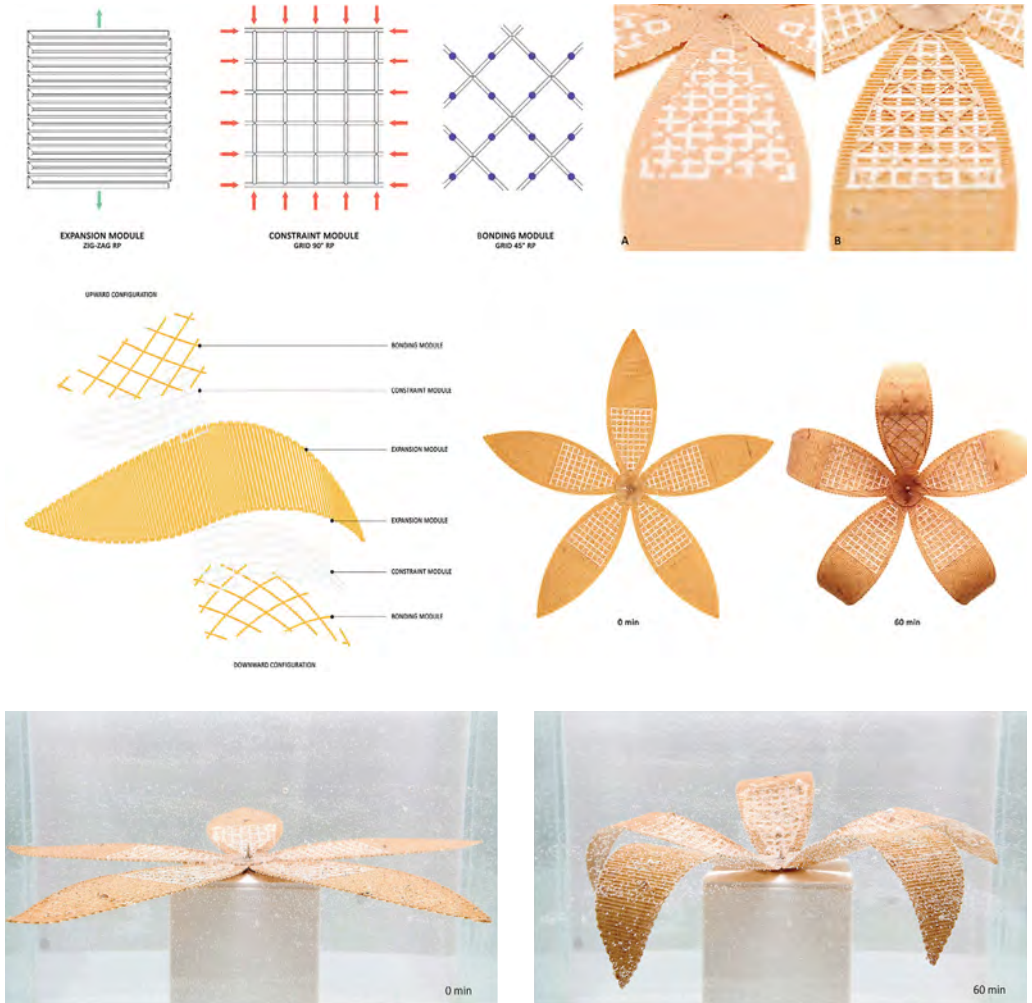 EXPANSION MODULE
ZIG-ZAG RP
CONSTRAINT MODULE
GRID 90° RP
BONDING MODULE
GRID 45° RP
A
B
UPWARD CONFIGURATION
BONDING MODULE
CONSTRAINT MODULE
EXPANSION MODULE
EXPANSION MODULE
CONSTRAINT MODULE
BONDING MODULE
DOWNWARD CONFIGURATION
0 min
60 min
0 min
60 min